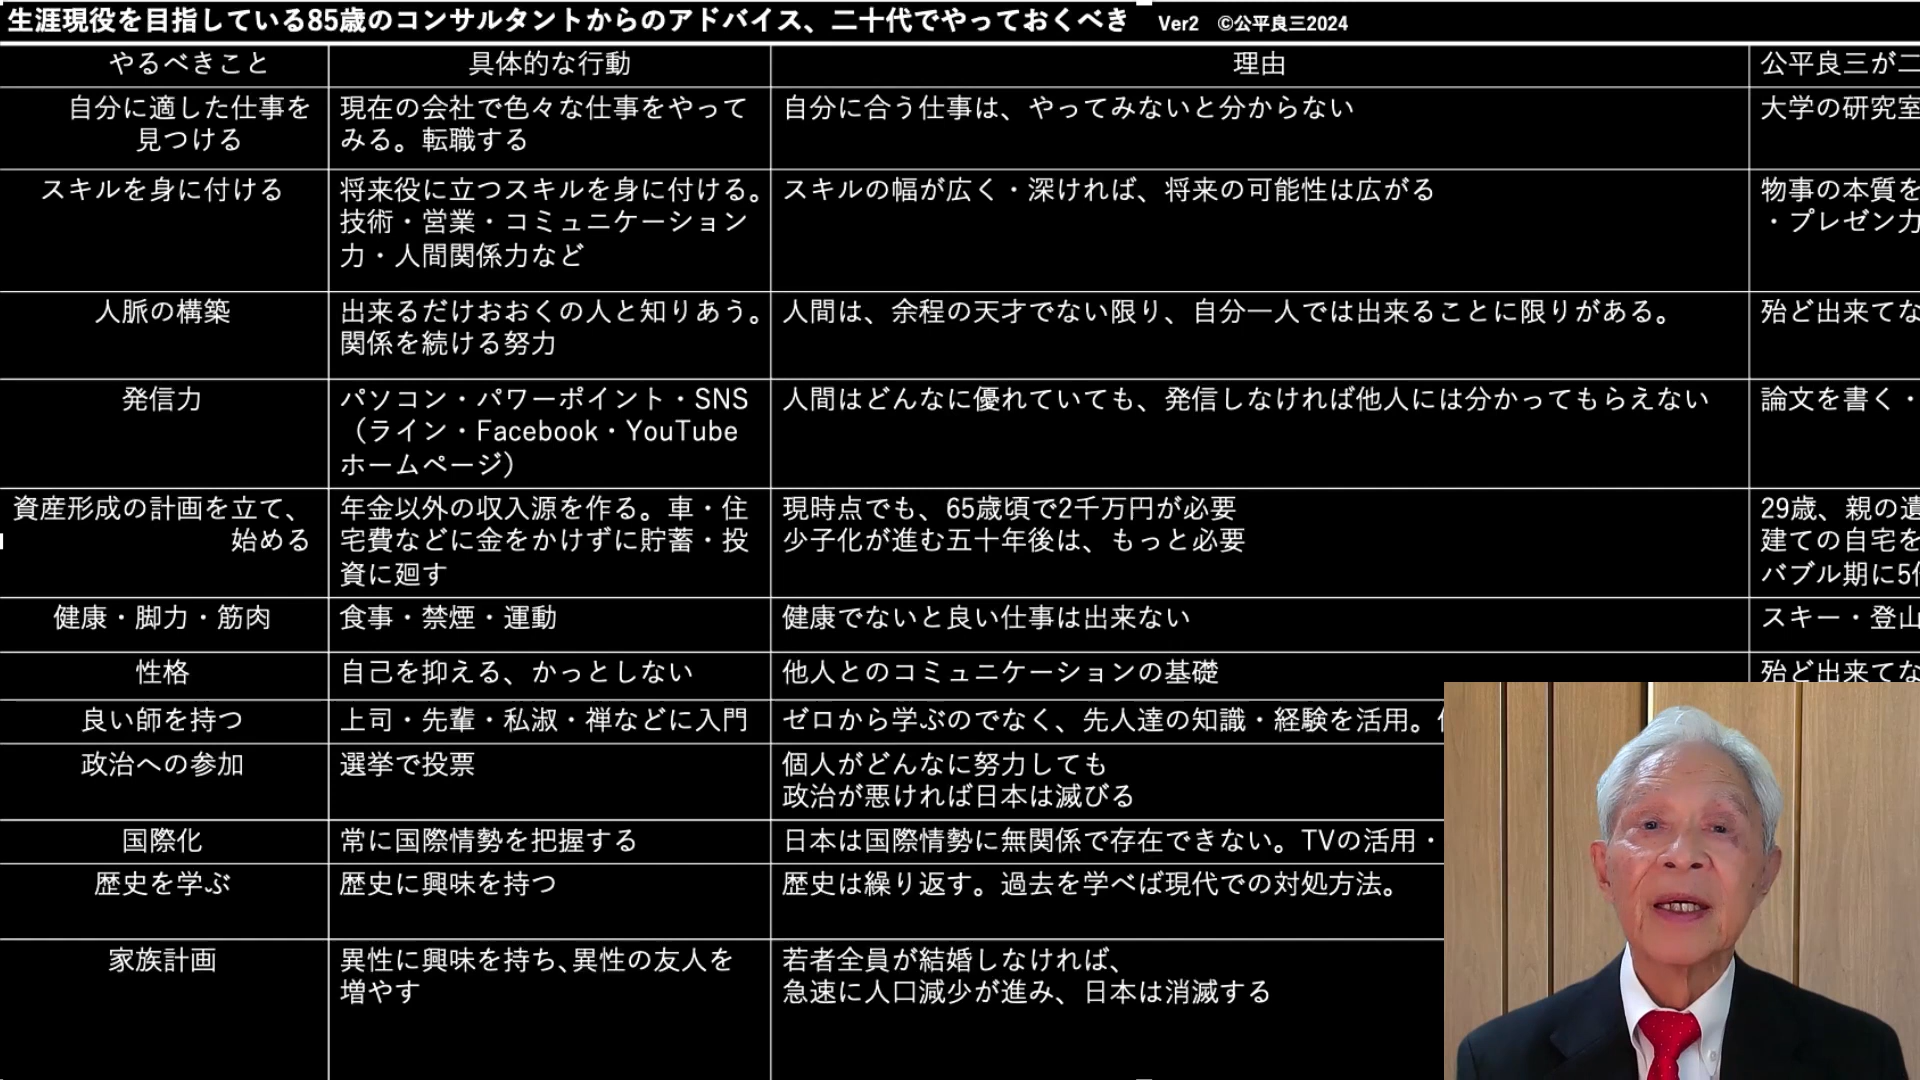 生涯現役を目指している85歳のコンサルタントからのアドバイス、二十代でやっておくべき Ver2 ©公平良三2024
やるべきこと 具体的な行動 理由 公平良三が二
自分に適した仕事を
見つける
現在の会社で色々な仕事をやって
みる。転職する
自分に合う仕事は、やってみないと分からない
大学の研究室
スキルを身に付ける
将来役に立つスキルを身に付ける。
技術・営業・コミュニケーション
力・人間関係力など
スキルの幅が広く・深ければ、将来の可能性は広がる
物事の本質を
・プレゼン力
人脈の構築
出来るだけおおくの人と知りあう。
関係を続ける努力
人間は、余程の天才でない限り、自分一人では出来ることに限りがある。
殆ど出来てな
発信力
パソコン・パワーポイント・SNS
（ライン・Facebook・YouTube
ホームページ）
人間はどんなに優れていても、発信しなければ他人には分かってもらえない
論文を書く・
資産形成の計画を立て、
始める
年金以外の収入源を作る。車・住
宅費などに金をかけずに貯蓄・投
資に廻す
現時点でも、65歳頃で2千万円が必要
少子化が進む五十年後は、もっと必要
29歳、親の遺
建ての自宅を
バブル期に5
健康・脚力・筋肉
食事・禁煙・運動
健康でないと良い仕事は出来ない
スキー・登山
性格
自己を抑える、かっとしない
他人とのコミュニケーションの基礎
殆ど出来てな
良い師を持つ
上司・先輩・私淑・禅などに入門
ゼロから学ぶのでなく、先人達の知識・経験を活用。
政治への参加
選挙で投票
個人がどんなに努力しても
政治が悪ければ日本は滅びる
国際化
常に国際情勢を把握する
日本は国際情勢に無関係で存在できない。TVの活用・
歴史を学ぶ
歴史に興味を持つ
歴史は繰り返す。過去を学べば現代での対処方法。
家族計画
異性に興味を持ち、異性の友人を
増やす
若者全員が結婚しなければ、
急速に人口減少が進み、日本は消滅する